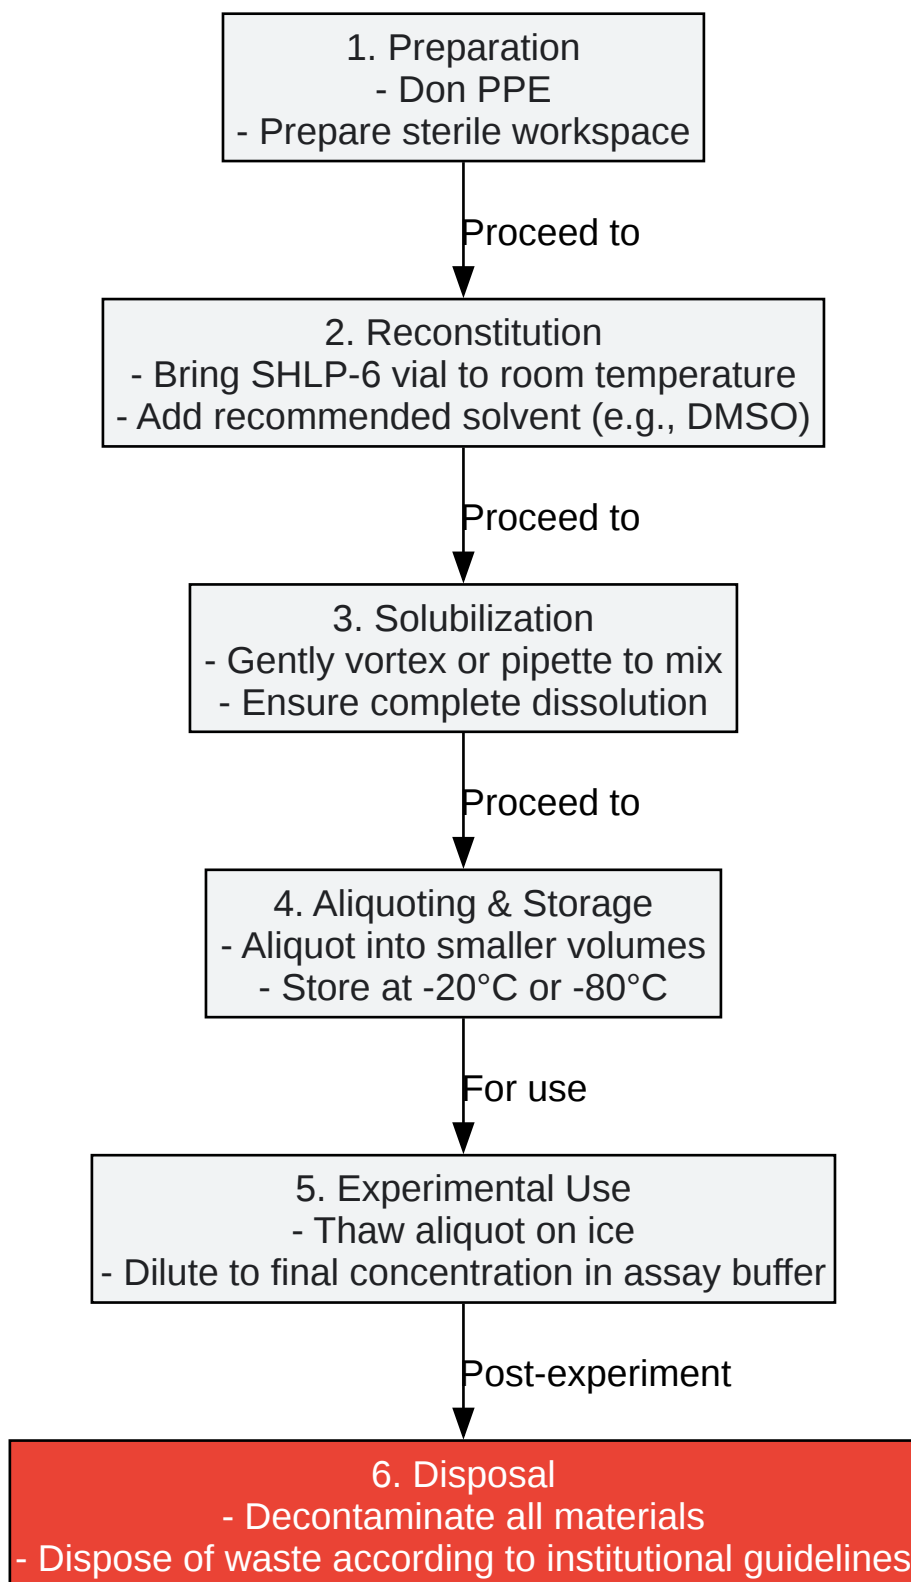 1. Preparation
- Don PPE
- Prepare sterile workspace
Proceed to
2. Reconstitution
- Bring SHLP-6 vial to room temperature
- Add recommended solvent (e.g., DMSO)
Proceed to
3. Solubilization
- Gently vortex or pipette to mix
- Ensure complete dissolution
Proceed to
4. Aliquoting & Storage
- Aliquot into smaller volumes
- Store at -20°C or -80°C
For use
5. Experimental Use
- Thaw aliquot on ice
- Dilute to final concentration in assay buffer
Post-experiment
6. Disposal
- Decontaminate all materials
- Dispose of waste according to institutional guidelines